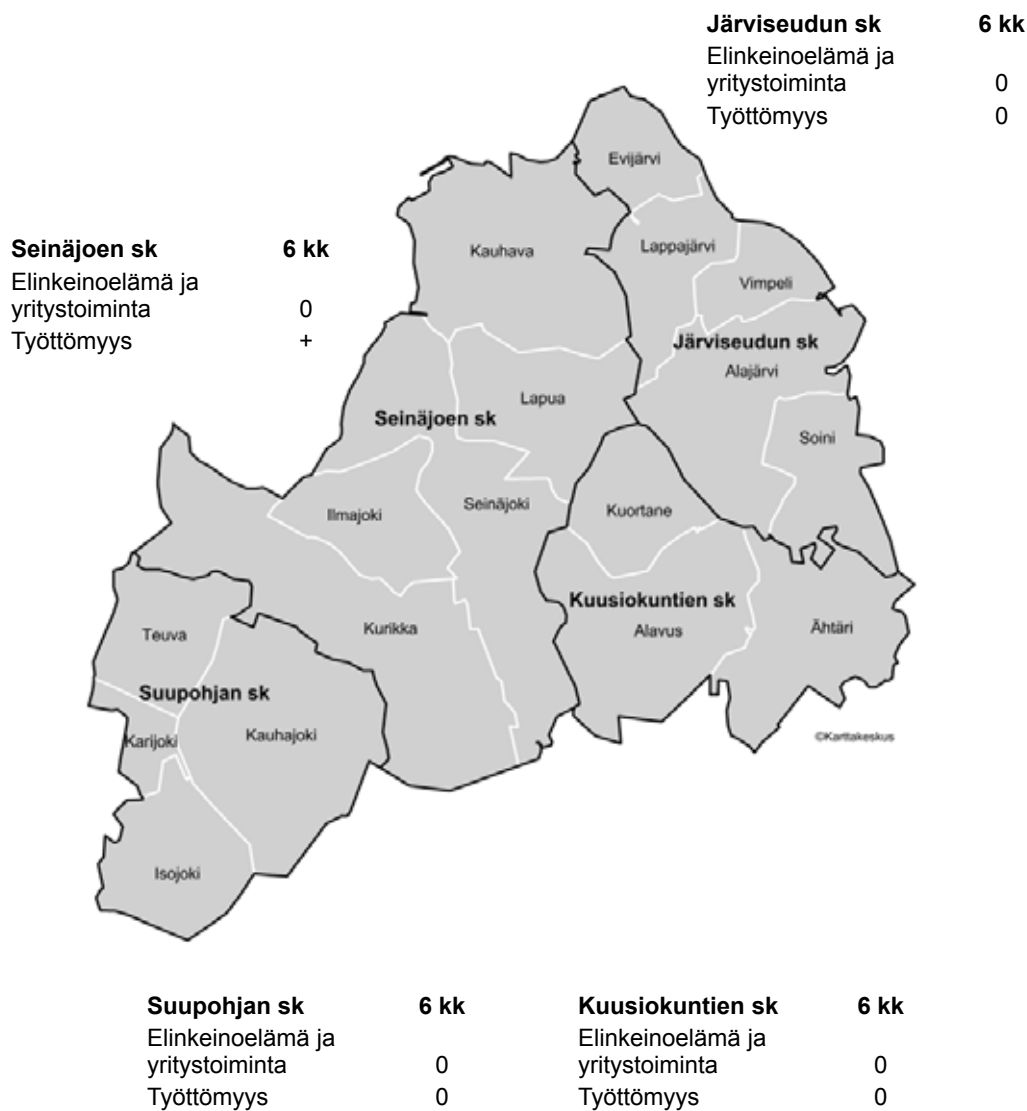 Järviseudun sk 6 kk
Elinkeinoelämä ja
yritystoiminta 0
Työttömyys 0
Seinäjoen sk 6 kk
Elinkeinoelämä ja
yritystoiminta 0
Työttömyys +
Evijärvi
Kauhava
Lappajärvi
Vimpeli
Järviseudun sk
Alajärvi
Lapua
Seinäjoen sk
Soini
Ilmajoki
Seinäjoki
Kuortane
Kuusiokuntien sk
Alavus
Ähtäri
Kurikka
Teuva
Suupohjan sk
Karijoki
Kauhajoki
©Karttakeskus
Isojoki
Suupohjan sk 6 kk
Elinkeinoelämä ja
yritystoiminta 0
Työttömyys 0
Kuusiokuntien sk 6 kk
Elinkeinoelämä ja
yritystoiminta 0
Työttömyys 0